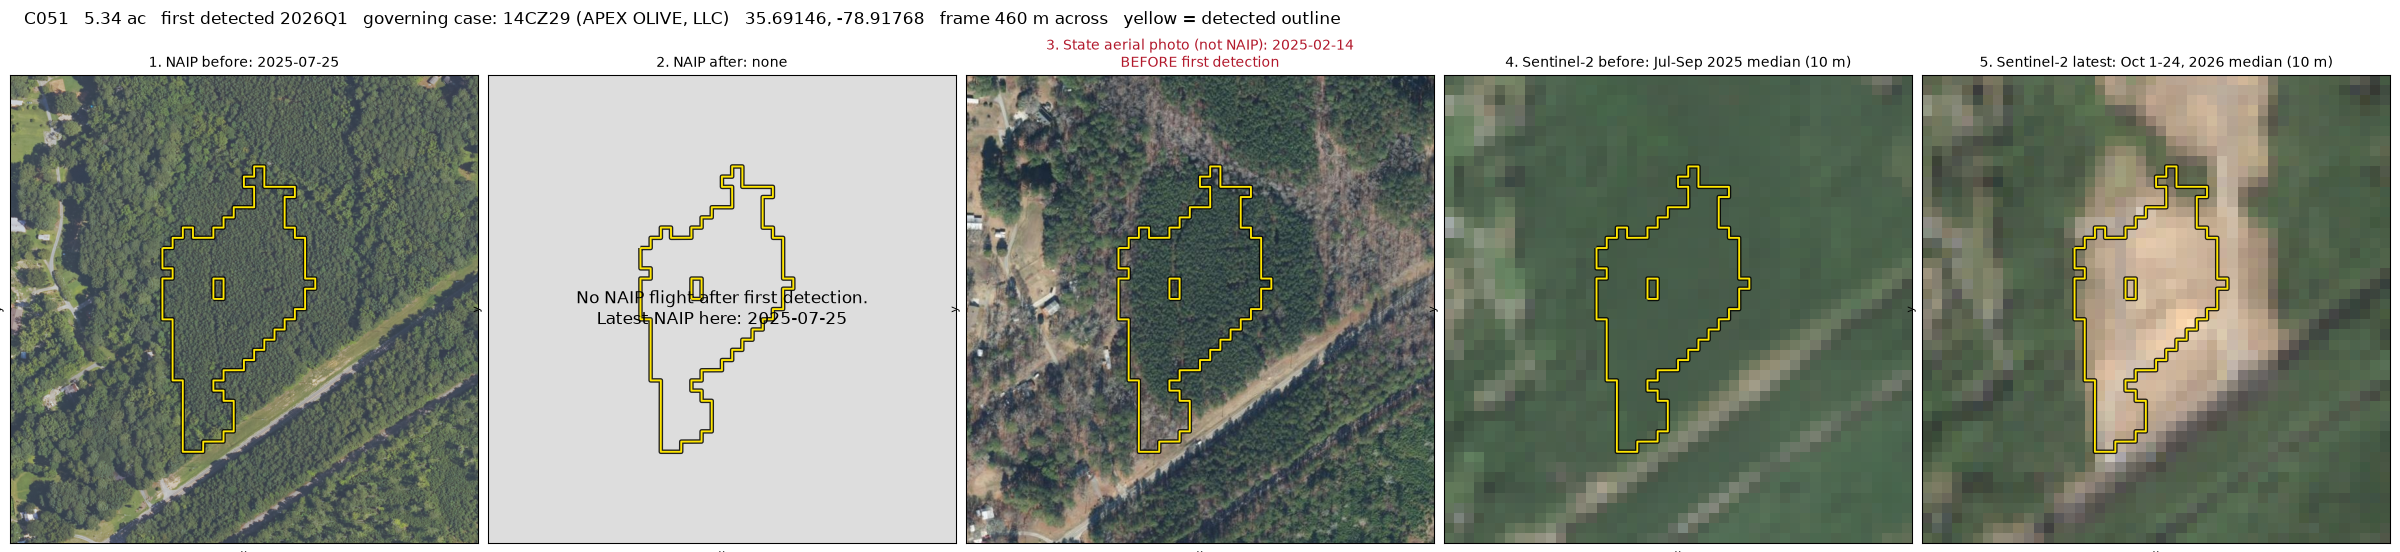 C051   5.34 ac   first detected 2026Q1   governing case: 14CZ29 (APEX OLIVE, LLC)   35.69146, -78.91768   frame 460 m across   yellow = detected outline
1. NAIP before: 2025-07-25
2. NAIP after: none
No NAIP flight after first detection.
Latest NAIP here: 2025-07-25
3. State aerial photo (not NAIP): 2025-02-14
BEFORE first detection
4. Sentinel-2 before: Jul-Sep 2025 median (10 m)
5. Sentinel-2 latest: Oct 1-24, 2026 median (10 m)